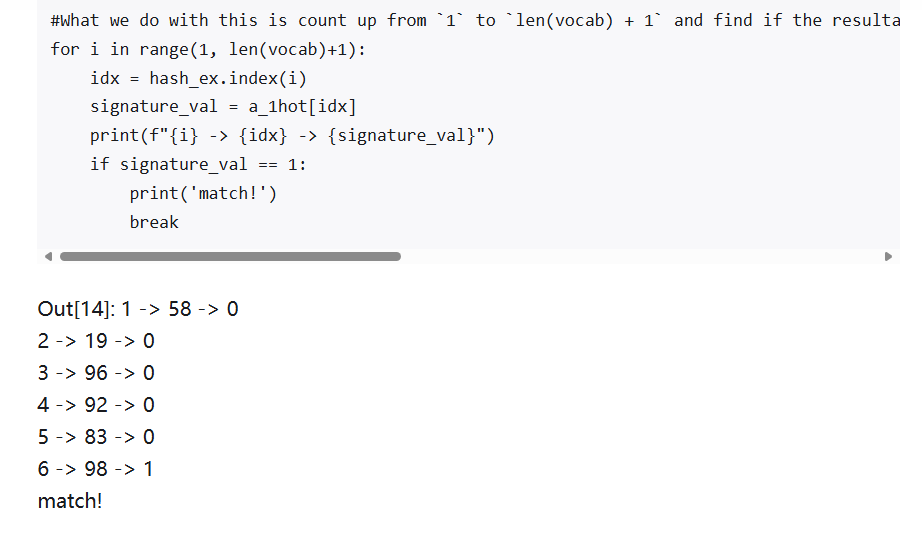 #What we do with this is count up from `1` to `len(vocab) + 1` and find if the resulta
for i in range(1, len(vocab)+1):
    idx = hash_ex.index(i)
    signature_val = a_1hot[idx]
    print(f"{i} -> {idx} -> {signature_val}")
    if signature_val == 1:
        print('match!')
        break
Out[14]: 1 -> 58 -> 0
2 -> 19 -> 0
3 -> 96 -> 0
4 -> 92 -> 0
5 -> 83 -> 0
6 -> 98 -> 1
match!